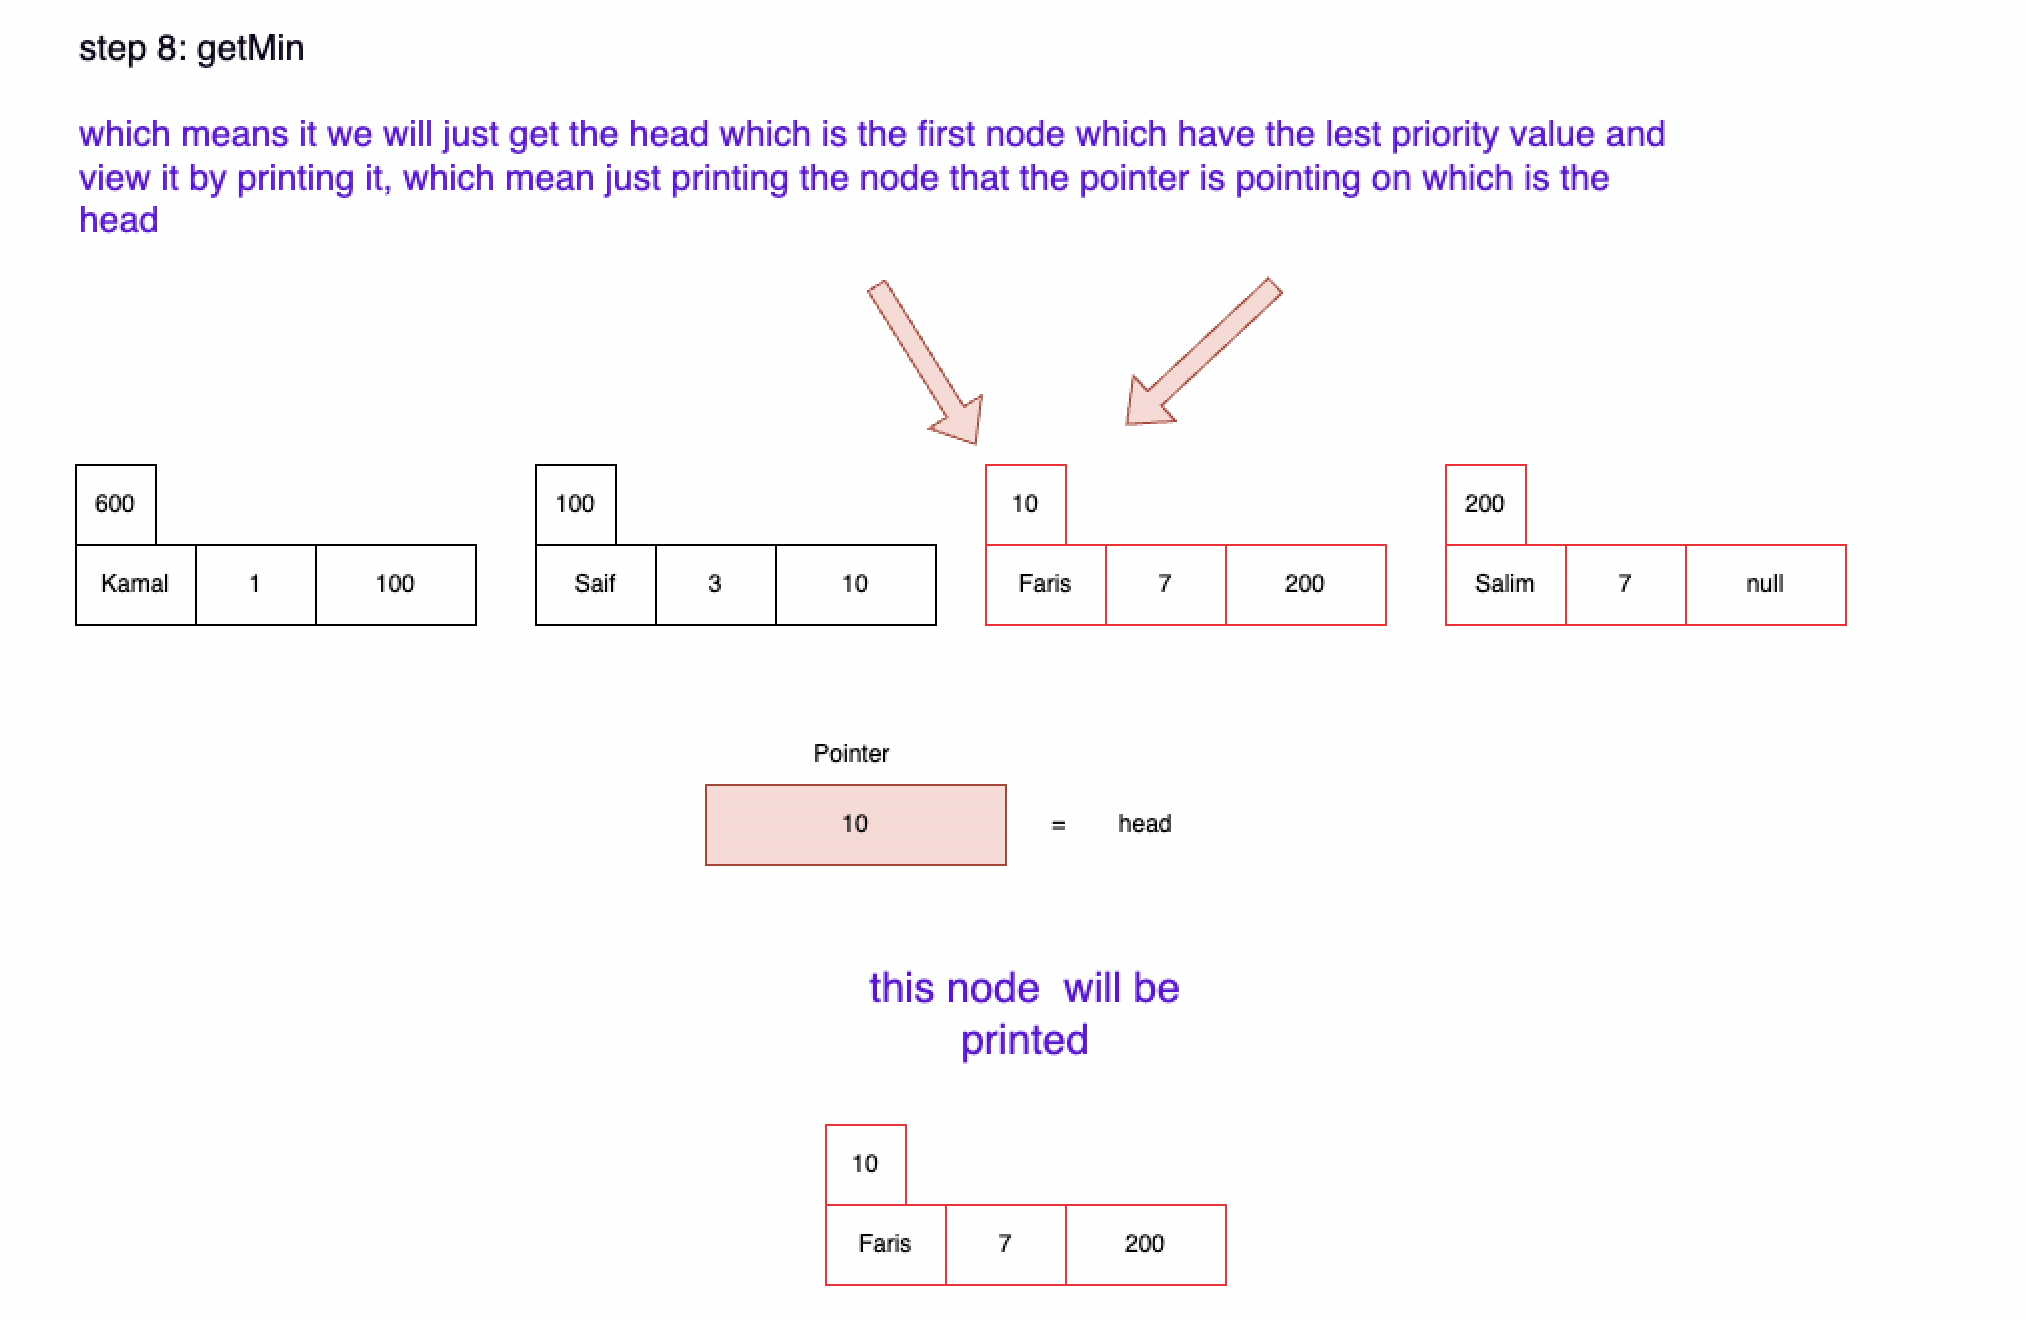 step 8: getMin
which means it we will just get the head which is the first node which have the lest priority value and
view it by printing it, which mean just printing the node that the pointer is pointing on which is the
head
600
100
10
200
Kamal 1 100
Saif 3 10
Faris 7 200
Salim 7 null
Pointer
10 = head
this node will be
printed
10
Faris 7 200